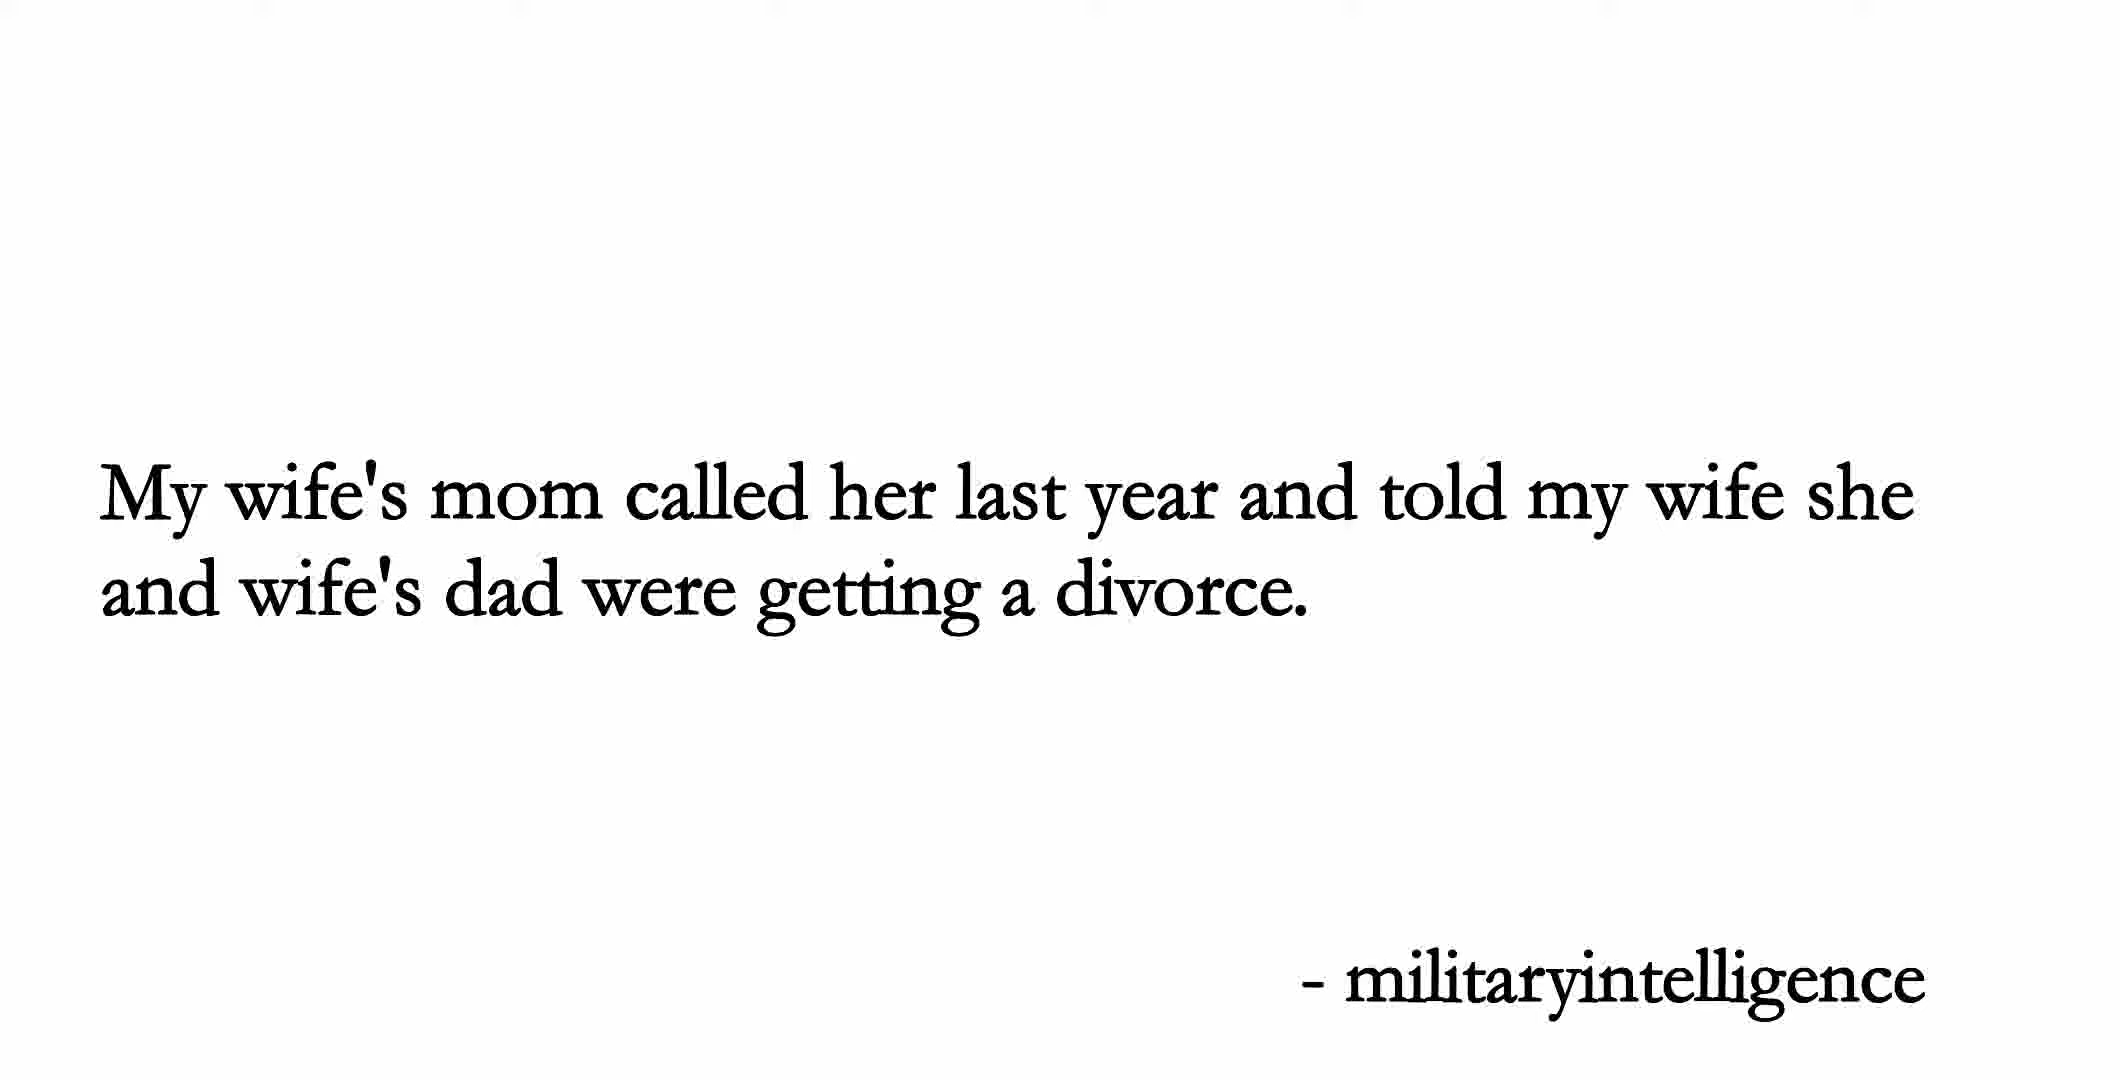 My wife's mom called her last year and told my wife she
and wife's dad were getting a divorce.
- militaryintelligence